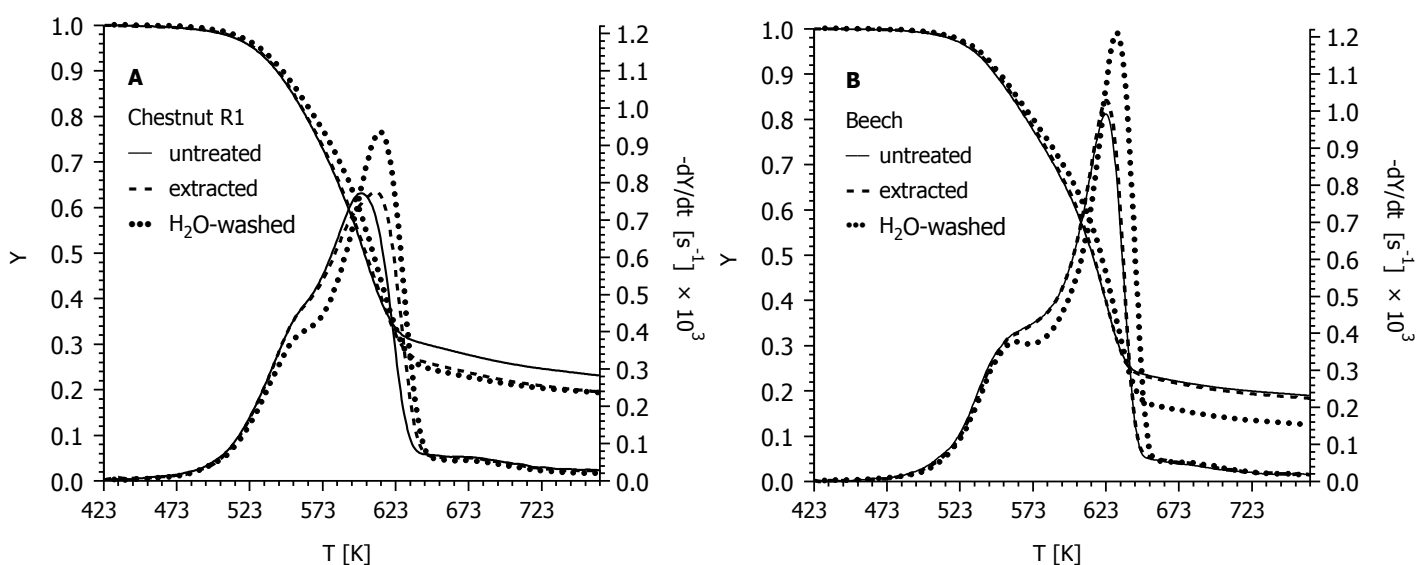 A
Chestnut R1
untreated
extracted
H₂O-washed
1.0
0.9
0.8
0.7
0.6
0.5
0.4
0.3
0.2
0.1
0.0
Y
1.2
1.1
1.0
0.9
0.8
0.7
0.6
0.5
0.4
0.3
0.2
0.1
0.0
-dY/dt [s⁻¹] × 10³
423 473 523 573 623 673 723
T [K]
B
Beech
untreated
extracted
H₂O-washed
1.0
0.9
0.8
0.7
0.6
0.5
0.4
0.3
0.2
0.1
0.0
Y
1.2
1.1
1.0
0.9
0.8
0.7
0.6
0.5
0.4
0.3
0.2
0.1
0.0
-dY/dt [s⁻¹] × 10³
423 473 523 573 623 673 723
T [K]